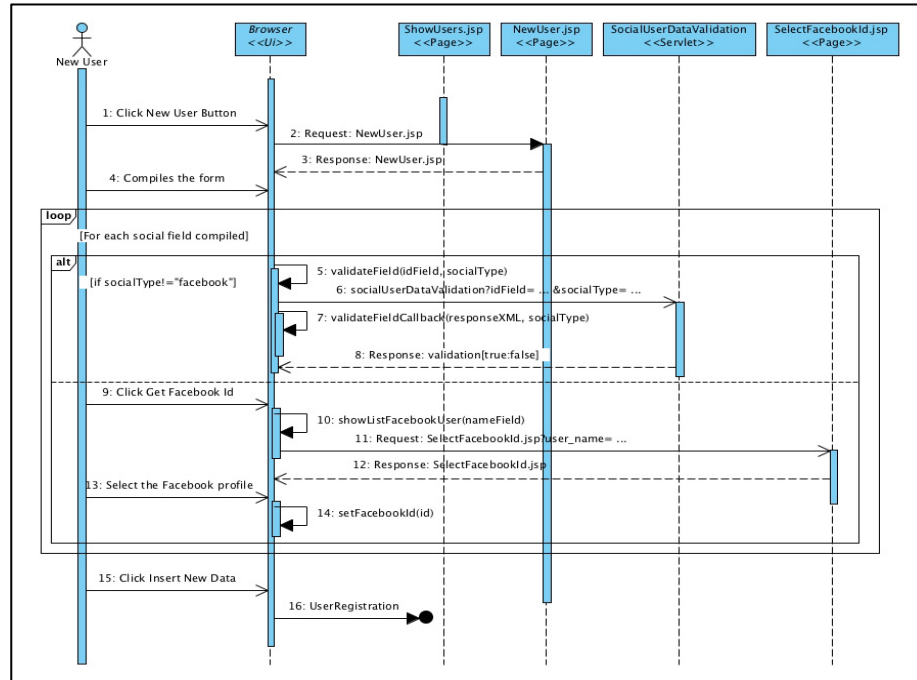 New User
Browser
<<Ui>>
ShowUsers.jsp
<<Page>>
NewUser.jsp
<<Page>>
SocialUserDataValidation
<<Servlet>>
SelectFacebookId.jsp
<<Page>>
1: Click New User Button
2: Request: NewUser.jsp
3: Response: NewUser.jsp
4: Compiles the form
loop
[For each social field compiled]
alt
[if socialType!="facebook"]
5: validateField(idField, socialType)
6: socialUserDataValidation?idField= ... &socialType= ...
7: validateFieldCallback(responseXML, socialType)
8: Response: validation[true:false]
9: Click Get Facebook Id
10: showListFacebookUser(nameField)
11: Request: SelectFacebookId.jsp?user_name= ...
12: Response: SelectFacebookId.jsp
13: Select the Facebook profile
14: setFacebookId(id)
15: Click Insert New Data
16: UserRegistration